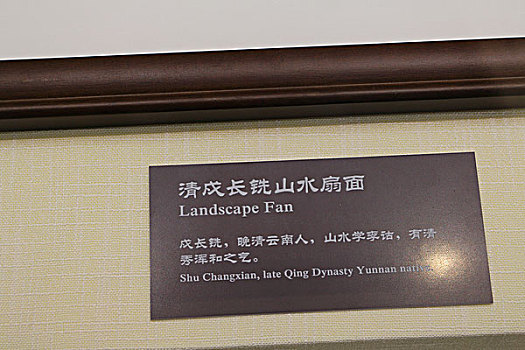 清戍长铣山水扇面
Landscape Fan
戍长铣，晚清云南人，山水学李诂，有清
秀浑和之气。
Shu Changxian, late Qing Dynasty Yunnan native.